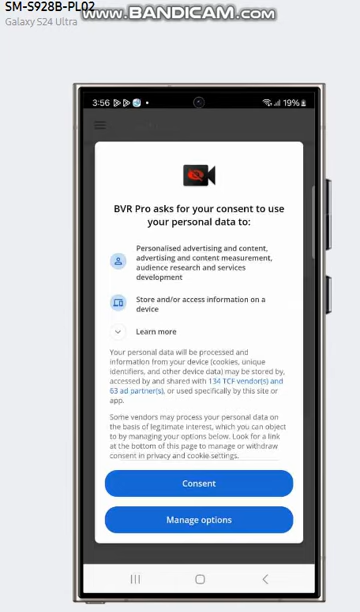 SM-S928B-PL02
Galaxy S24 Ultra
www.BANDICAM.com
3:56
19%
BVR Pro asks for your consent to use
your personal data to:
Personalised advertising and content,
advertising and content measurement,
audience research and services
development
Store and/or access information on a
device
Learn more
Your personal data will be processed and
information from your device (cookies, unique
identifiers, and other device data) may be stored by,
accessed by and shared with 134 TCF vendor(s) and
63 ad partner(s), or used specifically by this site or
app.
Some vendors may process your personal data on
the basis of legitimate interest, which you can object
to by managing your options below. Look for a link
at the bottom of this page to manage or withdraw
consent in privacy and cookie settings.
Consent
Manage options